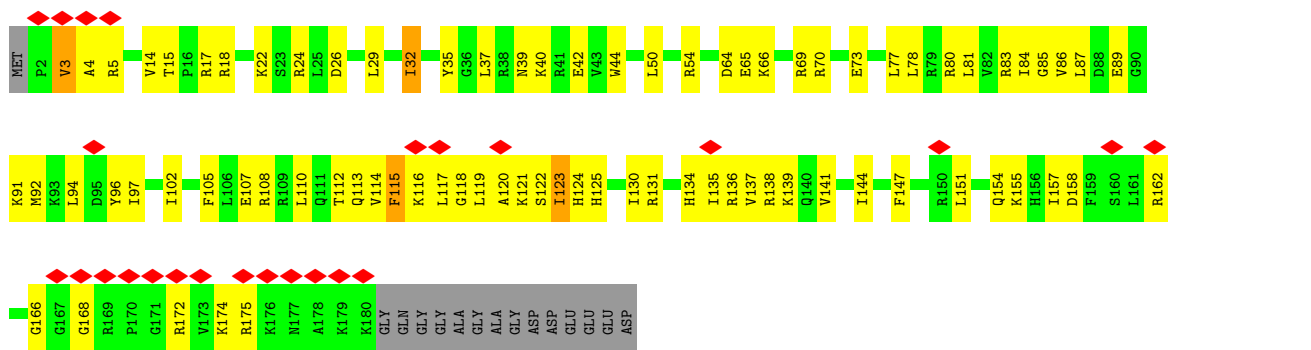 MET P2 V3 A4 R5 V14 T15 P16 R17 R18 K22 S23 R24 L25 D26 L29 I32 Y35 G36 L37 R38 N39 K40 R41 E42 V43 W44 L50 R54 D64 E65 K66 R69 R70 E73 L77 L78 R79 R80 L81 V82 R83 I84 G85 V86 L87 D88 E89 G90
K91 M92 K93 L94 D95 Y96 I97 I102 F105 L106 E107 R108 R109 L110 Q111 T112 Q113 V114 F115 K116 L117 G118 L119 A120 K121 S122 I123 H124 H125 I130 R131 H134 I135 R136 V137 R138 K139 Q140 V141 I144 F147 R150 L151 Q154 K155 H156 I157 D158 F159 S160 L161 R162
G166 G167 G168 R169 P170 G171 R172 V173 K174 R175 K176 N177 A178 K179 K180 GLY GLN GLY GLY ALA GLY ALA GLY ASP ASP GLU GLU GLU ASP